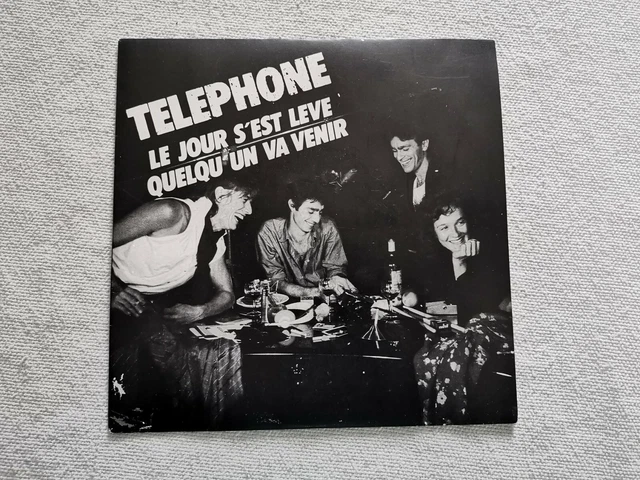 TELEPHONE
LE JOUR S'EST LEVE
QUELQU'UN VA VENIR